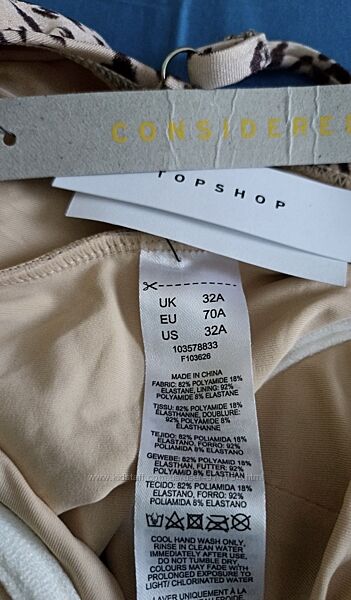 CONSIDERE
TOPSHOP
UK 32A
EU 70A
US 32A
103578833
F103626
MADE IN CHINA
FABRIC: 82% POLYAMIDE 18%
ELASTANE, LINING: 92%
POLYAMIDE 8% ELASTANE
TISSU: 82% POLYAMIDE 18%
ELASTHANNE, DOUBLURE:
92% POLYAMIDE 8%
ELASTHANNE
TEJIDO: 82% POLIAMIDA 18%
ELASTANO, FORRO: 92%
POLIAMIDA 8% ELASTANO
GEWEBE: 82% POLYAMID 18%
ELASTHAN, FUTTER: 92%
POLYAMID 8% ELASTHAN
TECIDO: 82% POLIAMIDA 18%
ELASTANO, FORRO: 92%
POLIAMIDA 8% ELASTANO
COOL HAND WASH ONLY,
RINSE IN CLEAN WATER
IMMEDIATELY AFTER USE,
DO NOT TUMBLE DRY
COLOURS MAY FADE WITH
PROLONGED EXPOSURE TO
LIGHT/ CHLORINATED WATER
LAVER UNIQUEMENT À